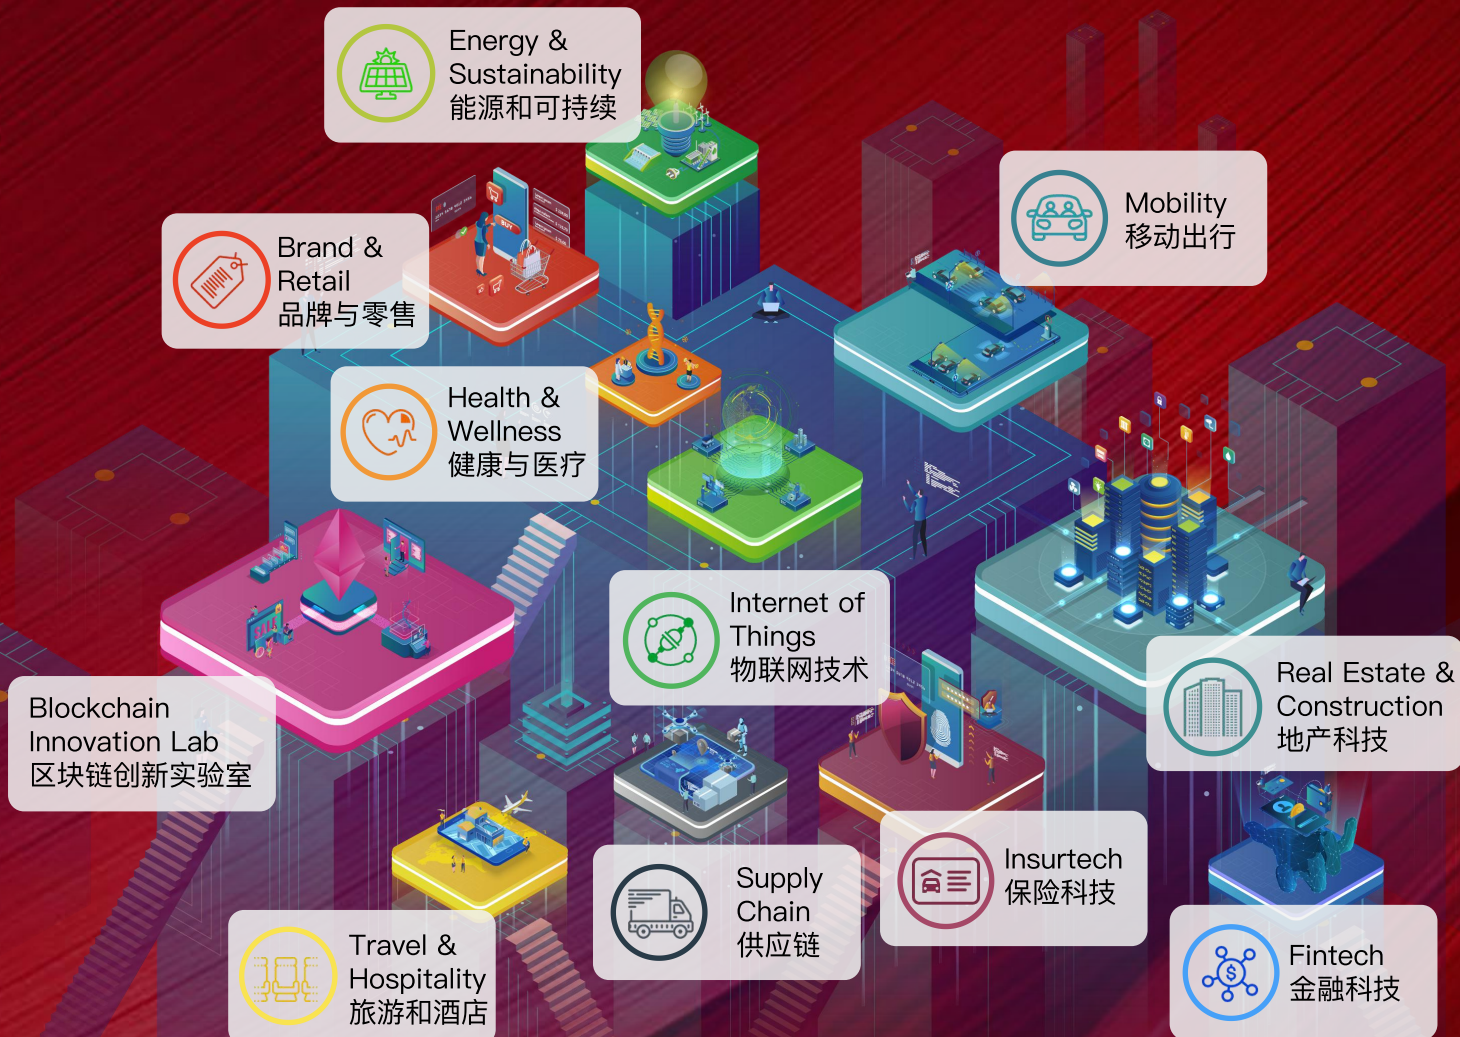 Energy &
Sustainability
能源和可持续
Mobility
移动出行
Brand &
Retail
品牌与零售
BUY
Health &
Wellness
健康与医疗
Internet of
Things
物联网技术
Real Estate &
Construction
地产科技
Blockchain
Innovation Lab
区块链创新实验室
Insurtech
保险科技
Supply
Chain
供应链
Travel &
Hospitality
旅游和酒店
$
Fintech
金融科技